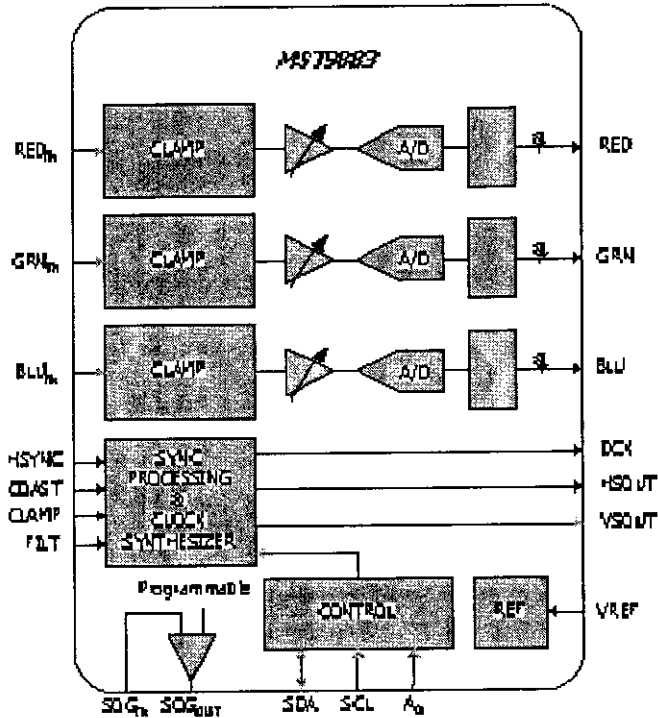 MST9883
RED_IN CLAMP A/D 8 RED
GRN_IN CLAMP A/D 8 GRN
BLU_IN CLAMP A/D 8 BLU
HSYNC
COAST
CLAMP
FILT
SYNC
PROCESSING
&
CLOCK
SYNTHESIZER
DCK
HSOUT
VSOUT
Programmable
CONTROL
REF
VREF
SOG_IN SOG_OUT SDA SCL A_0